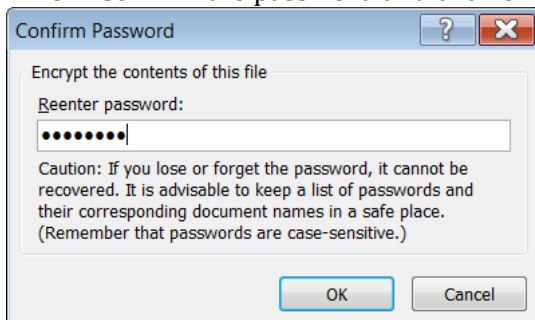 Confirm Password
Encrypt the contents of this file
Reenter password:
••••••••
Caution: If you lose or forget the password, it cannot be
recovered. It is advisable to keep a list of passwords and
their corresponding document names in a safe place.
(Remember that passwords are case-sensitive.)
OK Cancel